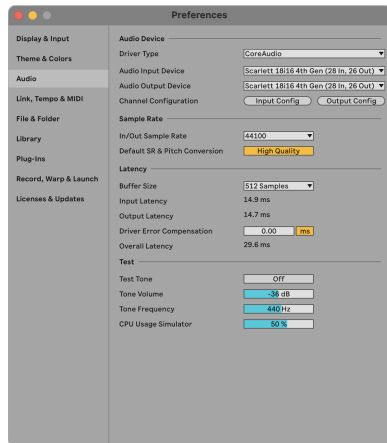 Preferences
Display & Input
Theme & Colors
Audio
Link, Tempo & MIDI
File & Folder
Library
Plug-Ins
Record, Warp & Launch
Licenses & Updates
Audio Device
Driver Type CoreAudio
Audio Input Device Scarlett 18i16 4th Gen (28 In, 26 Out)
Audio Output Device Scarlett 18i16 4th Gen (28 In, 26 Out)
Channel Configuration Input Config Output Config
Sample Rate
In/Out Sample Rate 44100
Default SR & Pitch Conversion High Quality
Latency
Buffer Size 512 Samples
Input Latency 14.9 ms
Output Latency 14.7 ms
Driver Error Compensation 0.00 ms
Overall Latency 29.6 ms
Test
Test Tone Off
Tone Volume -36 dB
Tone Frequency 440 Hz
CPU Usage Simulator 50 %